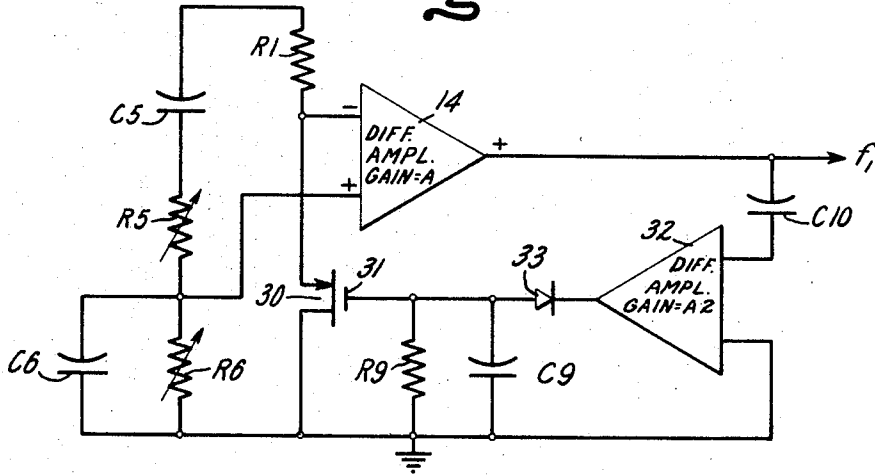 R1
C5
−
14
DIFF.
AMPL.
GAIN=A
+
+
f₁
R5
C10
32
DIFF.
AMPL.
GAIN=A2
33
31
30
C6
R6
R9
C9